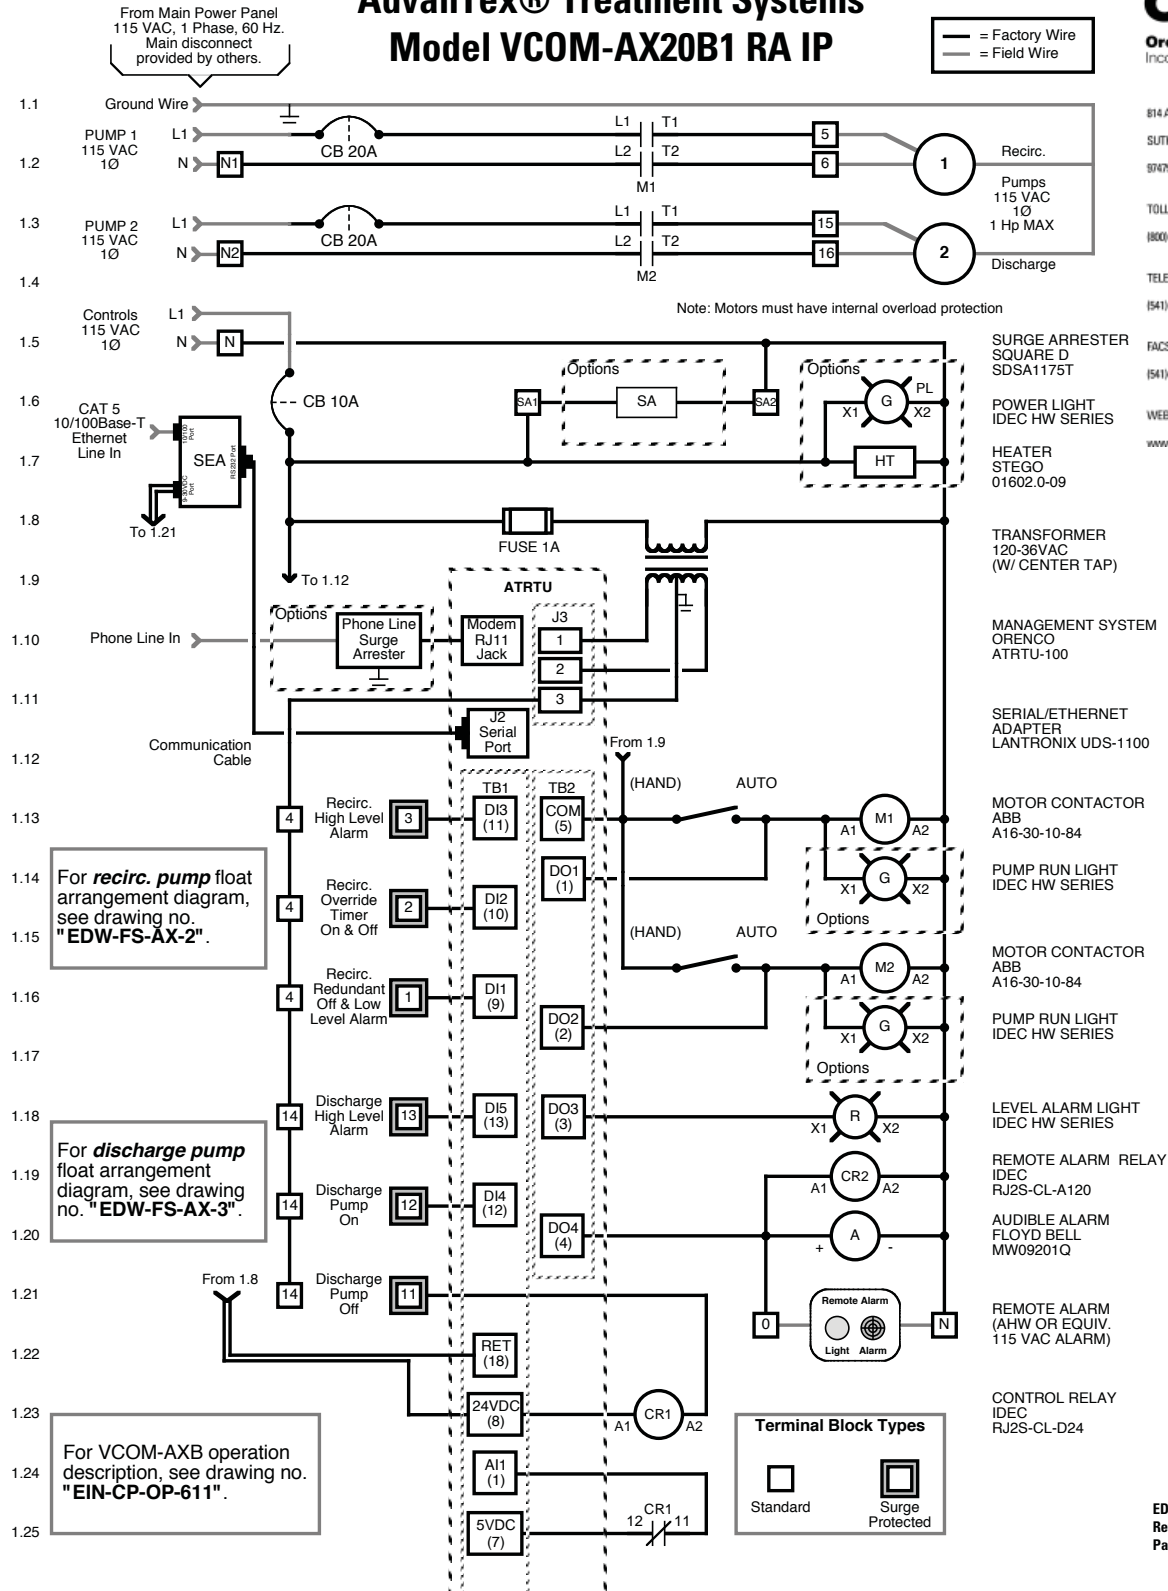 AdvanTex® Treatment Systems
Model VCOM-AX20B1 RA IP
From Main Power Panel
115 VAC, 1 Phase, 60 Hz.
Main disconnect
provided by others.
= Factory Wire
= Field Wire
1.1
Ground Wire
PUMP 1
115 VAC
1Ø
L1
N
N1
CB 20A
L1
T1
L2
T2
M1
5
6
1
Recirc.
1.2
Pumps
115 VAC
1Ø
1 Hp MAX
1.3
PUMP 2
115 VAC
1Ø
L1
N
N2
CB 20A
L1
T1
L2
T2
M2
15
16
2
Discharge
1.4
Note: Motors must have internal overload protection
Controls
115 VAC
1Ø
L1
N
N
1.5
SURGE ARRESTER
SQUARE D
SDSA1175T
Options
SA1
SA
SA2
Options
G
PL
X1
X2
1.6
CB 10A
CAT 5
10/100Base-T
Ethernet
Line In
10/100
Port
SEA
RS232 Port
9-30VDC
Port
To 1.21
POWER LIGHT
IDEC HW SERIES
1.7
HT
HEATER
STEGO
01602.0-09
1.8
FUSE 1A
TRANSFORMER
120-36VAC
(W/ CENTER TAP)
1.9
To 1.12
ATRTU
Options
Phone Line
Surge
Arrester
Modem
RJ11
Jack
J3
1
2
3
1.10
Phone Line In
MANAGEMENT SYSTEM
ORENCO
ATRTU-100
1.11
J2
Serial
Port
SERIAL/ETHERNET
ADAPTER
LANTRONIX UDS-1100
Communication
Cable
From 1.9
1.12
TB1
TB2
(HAND)
AUTO
1.13
4
Recirc.
High Level
Alarm
3
DI3
(11)
COM
(5)
M1
A1
A2
MOTOR CONTACTOR
ABB
A16-30-10-84
1.14
For recirc. pump float
arrangement diagram,
see drawing no.
"EDW-FS-AX-2".
4
Recirc.
Override
Timer
On & Off
2
DI2
(10)
DO1
(1)
G
X1
X2
Options
PUMP RUN LIGHT
IDEC HW SERIES
1.15
(HAND)
AUTO
M2
A1
A2
MOTOR CONTACTOR
ABB
A16-30-10-84
1.16
4
Recirc.
Redundant
Off & Low
Level Alarm
1
DI1
(9)
DO2
(2)
G
X1
X2
Options
PUMP RUN LIGHT
IDEC HW SERIES
1.17
1.18
14
Discharge
High Level
Alarm
13
DI5
(13)
DO3
(3)
R
X1
X2
LEVEL ALARM LIGHT
IDEC HW SERIES
For discharge pump
float arrangement
diagram, see drawing
no. "EDW-FS-AX-3".
1.19
14
Discharge
Pump
On
12
DI4
(12)
CR2
A1
A2
REMOTE ALARM RELAY
IDEC
RJ2S-CL-A120
1.20
DO4
(4)
A
+
-
AUDIBLE ALARM
FLOYD BELL
MW09201Q
1.21
From 1.8
14
Discharge
Pump
Off
11
0
Remote Alarm
Light
Alarm
N
REMOTE ALARM
(AHW OR EQUIV.
115 VAC ALARM)
1.22
RET
(18)
1.23
24VDC
(8)
CR1
A1
A2
CONTROL RELAY
IDEC
RJ2S-CL-D24
For VCOM-AXB operation
description, see drawing no.
"EIN-CP-OP-611".
1.24
AI1
(1)
Terminal Block Types
Standard
Surge
Protected
1.25
5VDC
(7)
CR1
12
11